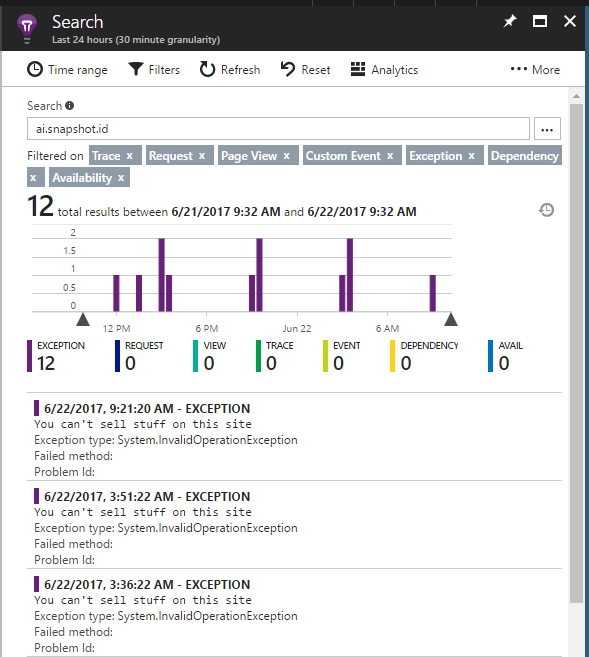 Search
Last 24 hours (30 minute granularity)
Time range Filters Refresh Reset Analytics ••• More
Search
ai.snapshot.id ...
Filtered on Trace x Request x Page View x Custom Event x Exception x Dependency
x Availability x
12 total results between 6/21/2017 9:32 AM and 6/22/2017 9:32 AM
2
1.5
1
0.5
0
12 PM 6 PM Jun 22 6 AM
EXCEPTION REQUEST VIEW TRACE EVENT DEPENDENCY AVAIL
12 0 0 0 0 0 0
6/22/2017, 9:21:20 AM - EXCEPTION
You can't sell stuff on this site
Exception type: System.InvalidOperationException
Failed method:
Problem Id:
6/22/2017, 3:51:22 AM - EXCEPTION
You can't sell stuff on this site
Exception type: System.InvalidOperationException
Failed method:
Problem Id:
6/22/2017, 3:36:22 AM - EXCEPTION
You can't sell stuff on this site
Exception type: System.InvalidOperationException
Failed method:
Problem Id: